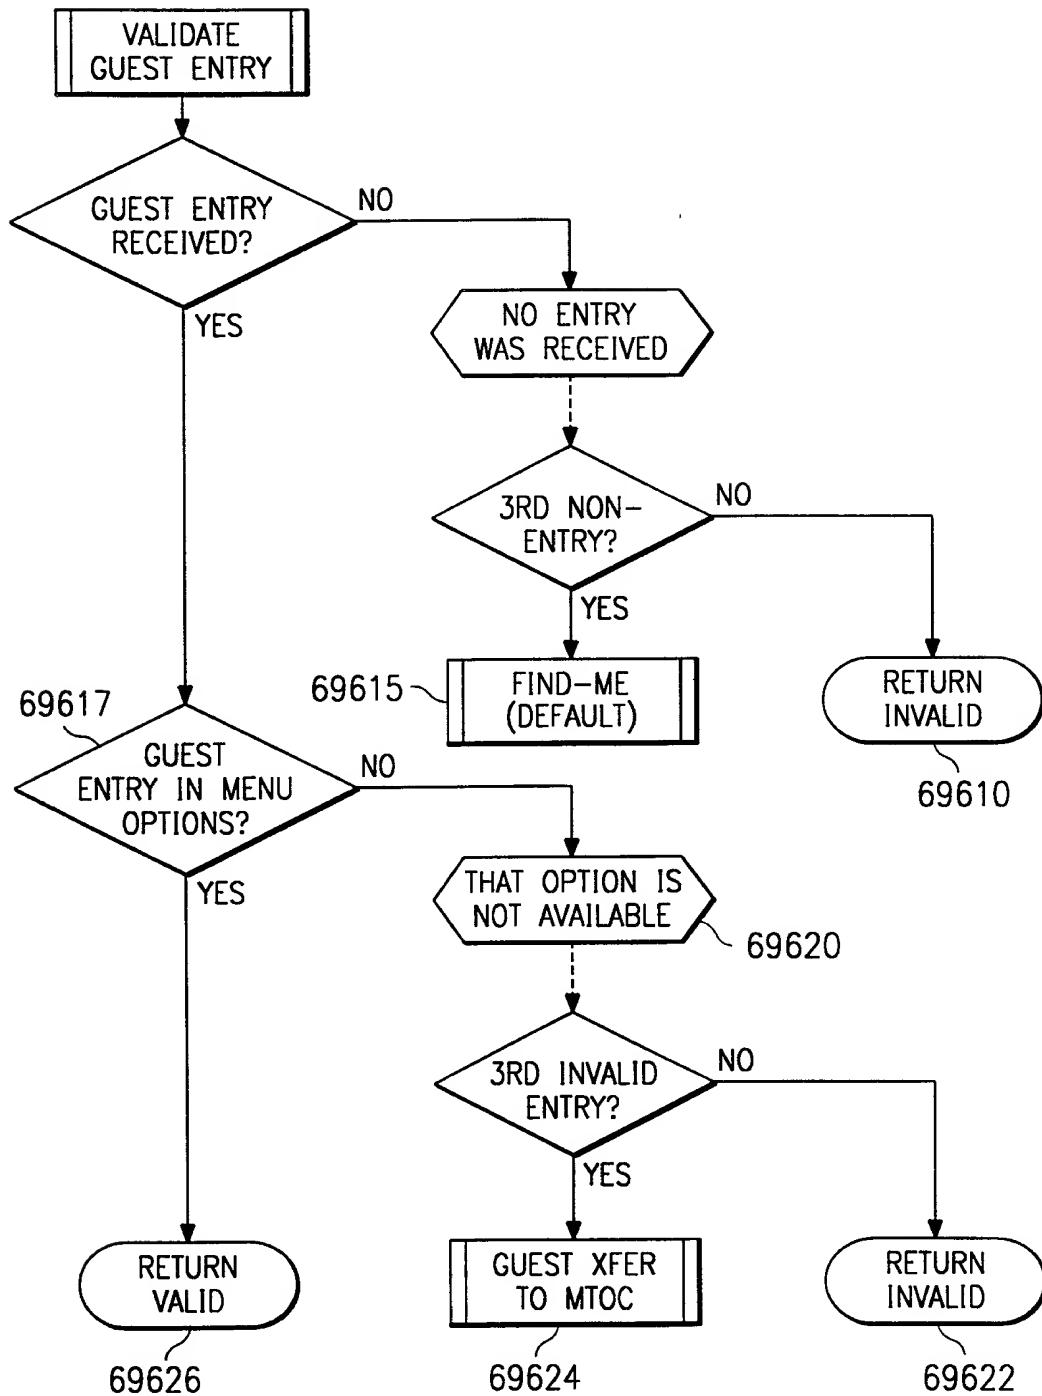 VALIDATE
GUEST ENTRY
GUEST ENTRY
RECEIVED?
NO
YES
NO ENTRY
WAS RECEIVED
3RD NON-
ENTRY?
NO
YES
69615
FIND-ME
(DEFAULT)
RETURN
INVALID
69610
69617
GUEST
ENTRY IN MENU
OPTIONS?
NO
YES
THAT OPTION IS
NOT AVAILABLE
69620
3RD INVALID
ENTRY?
NO
YES
RETURN
VALID
69626
GUEST XFER
TO MTOC
69624
RETURN
INVALID
69622